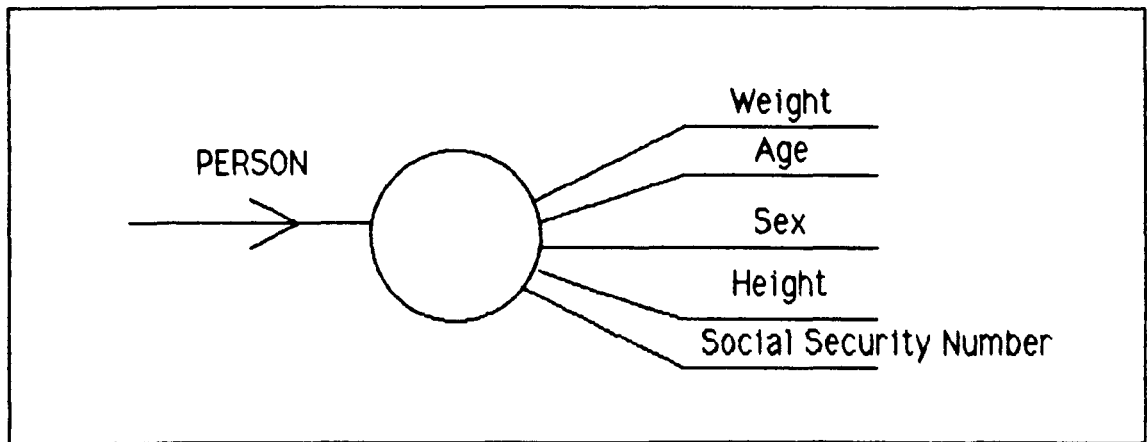 PERSON
Weight
Age
Sex
Height
Social Security Number